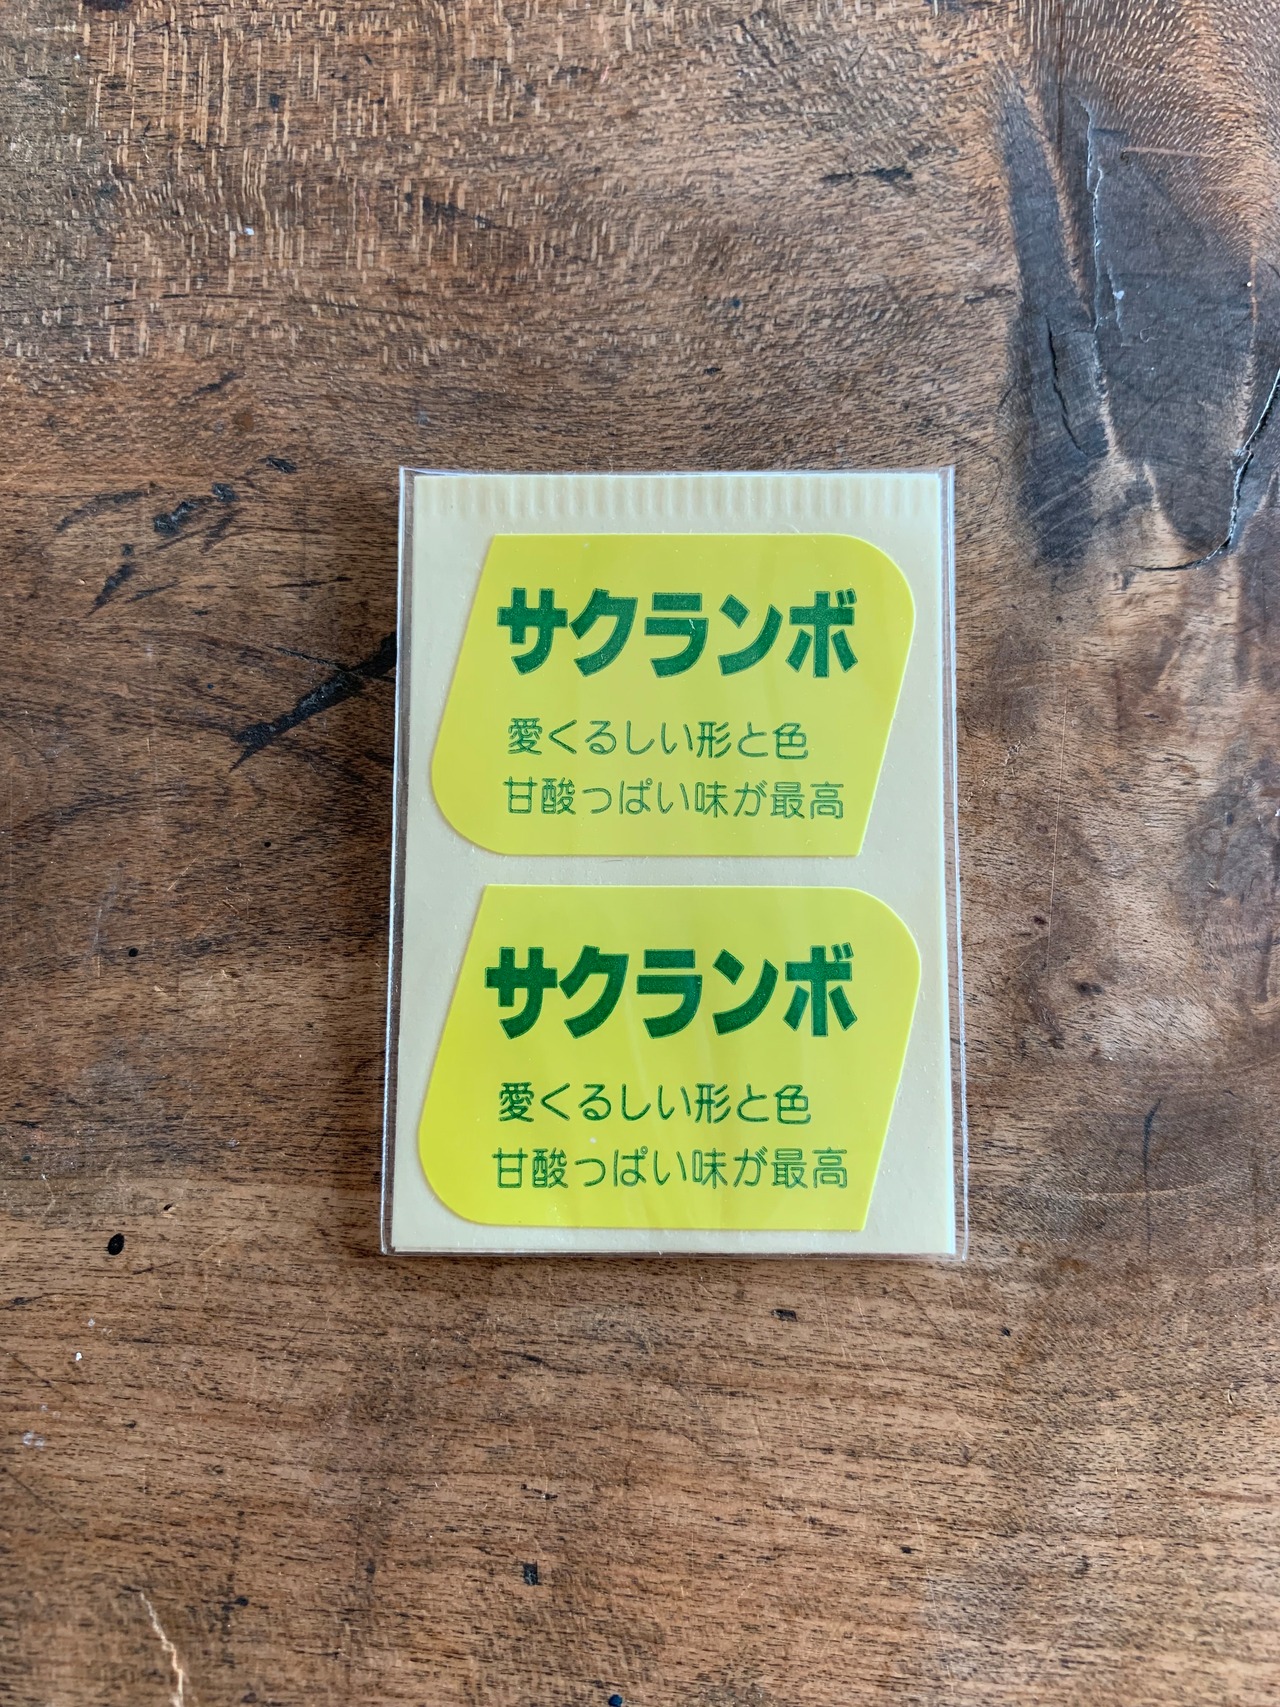 サクランボ
愛くるしい形と色
甘酸っぱい味が最高
サクランボ
愛くるしい形と色
甘酸っぱい味が最高